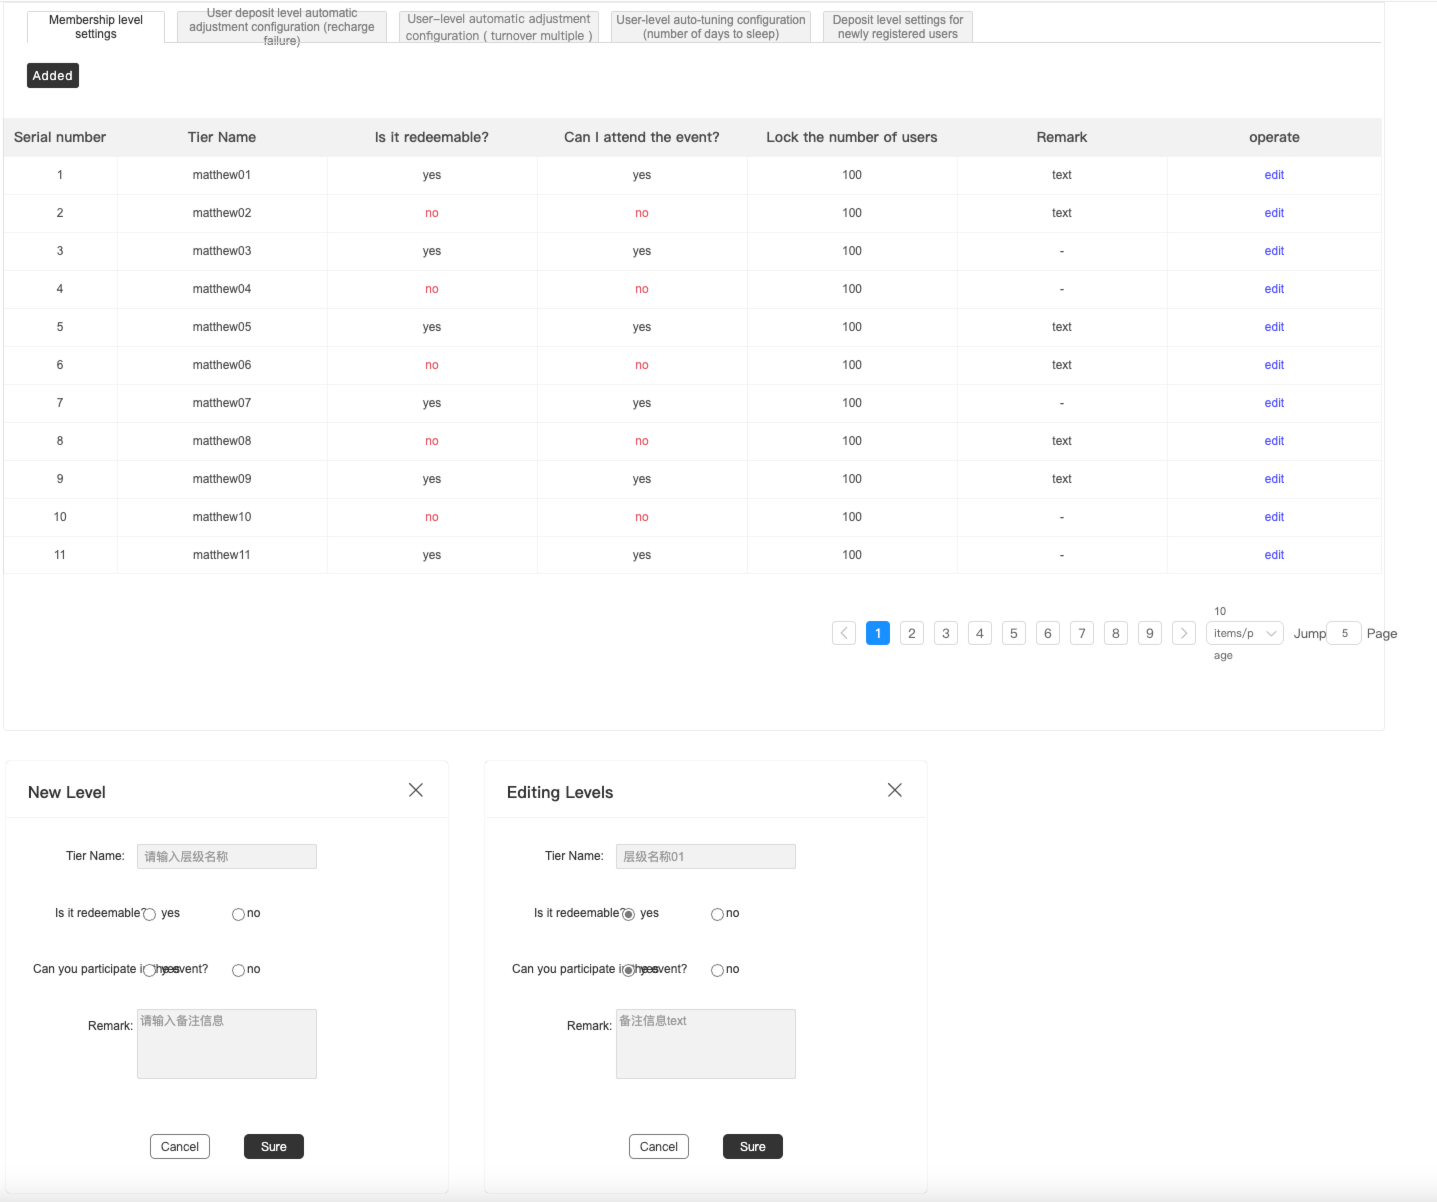 Membership level
settings
User deposit level automatic
adjustment configuration (recharge
failure)
User-level automatic adjustment
configuration ( turnover multiple )
User-level auto-tuning configuration
(number of days to sleep)
Deposit level settings for
newly registered users
Added
Serial number Tier Name Is it redeemable? Can I attend the event? Lock the number of users Remark operate
1 matthew01 yes yes 100 text edit
2 matthew02 no no 100 text edit
3 matthew03 yes yes 100 - edit
4 matthew04 no no 100 - edit
5 matthew05 yes yes 100 text edit
6 matthew06 no no 100 text edit
7 matthew07 yes yes 100 - edit
8 matthew08 no no 100 text edit
9 matthew09 yes yes 100 text edit
10 matthew10 no no 100 - edit
11 matthew11 yes yes 100 - edit
1 2 3 4 5 6 7 8 9
10
items/p
age
Jump 5 Page
New Level
Tier Name: 请输入层级名称
Is it redeemable? yes no
Can you participate in the event? yes no
Remark: 请输入备注信息
Cancel Sure
Editing Levels
Tier Name: 层级名称01
Is it redeemable? yes no
Can you participate in the event? yes no
Remark: 备注信息text
Cancel Sure